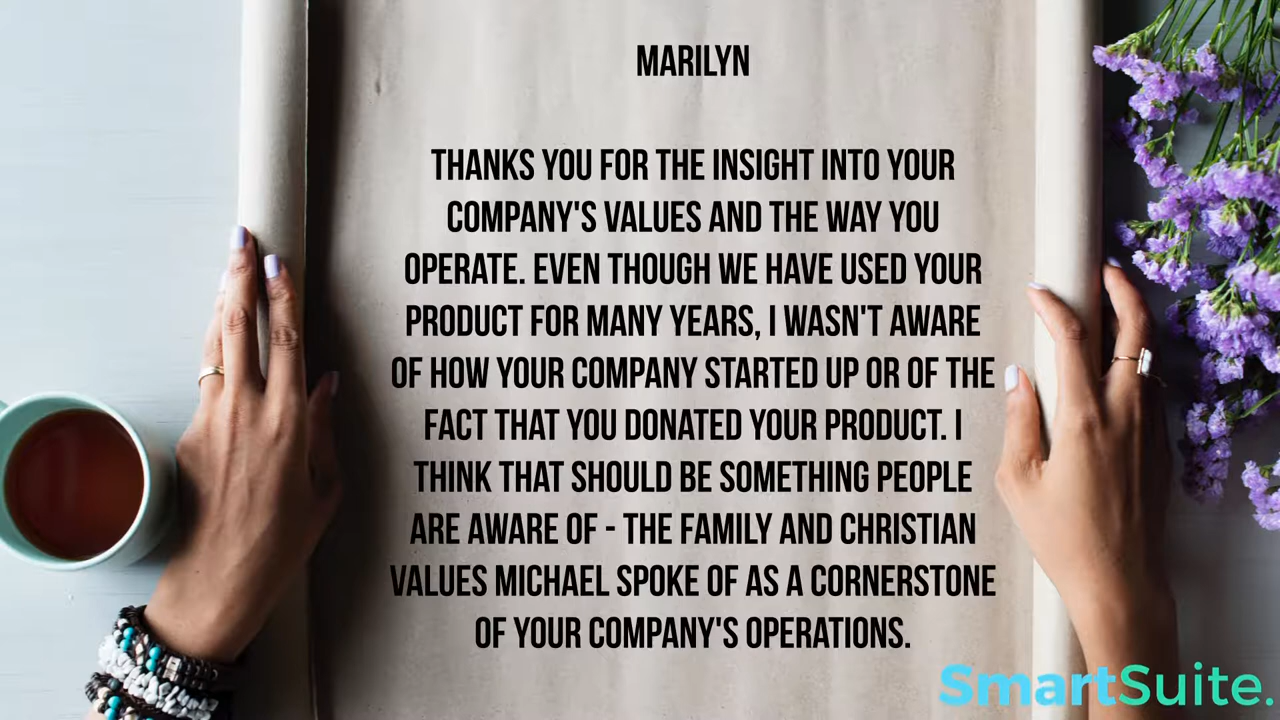 MARILYN
THANKS YOU FOR THE INSIGHT INTO YOUR
COMPANY'S VALUES AND THE WAY YOU
OPERATE. EVEN THOUGH WE HAVE USED YOUR
PRODUCT FOR MANY YEARS, I WASN'T AWARE
OF HOW YOUR COMPANY STARTED UP OR OF THE
FACT THAT YOU DONATED YOUR PRODUCT. I
THINK THAT SHOULD BE SOMETHING PEOPLE
ARE AWARE OF - THE FAMILY AND CHRISTIAN
VALUES MICHAEL SPOKE OF AS A CORNERSTONE
OF YOUR COMPANY'S OPERATIONS.
SmartSuite.